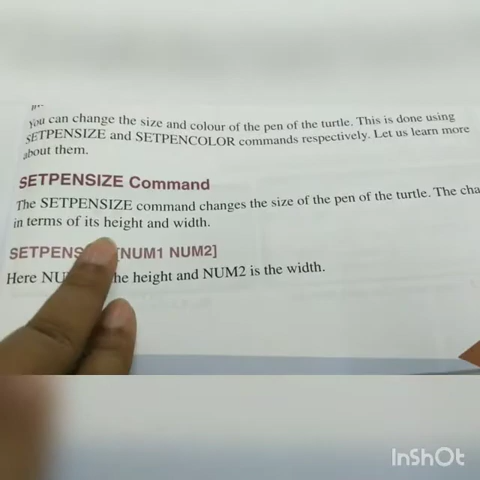 You can change the size and colour of the pen of the turtle. This is done using
SETPENSIZE and SETPENCOLOR commands respectively. Let us learn more
about them.
SETPENSIZE Command
The SETPENSIZE command changes the size of the pen of the turtle. The cha
in terms of its height and width.
SETPENS [NUM1 NUM2]
Here NU he height and NUM2 is the width.
InShOt